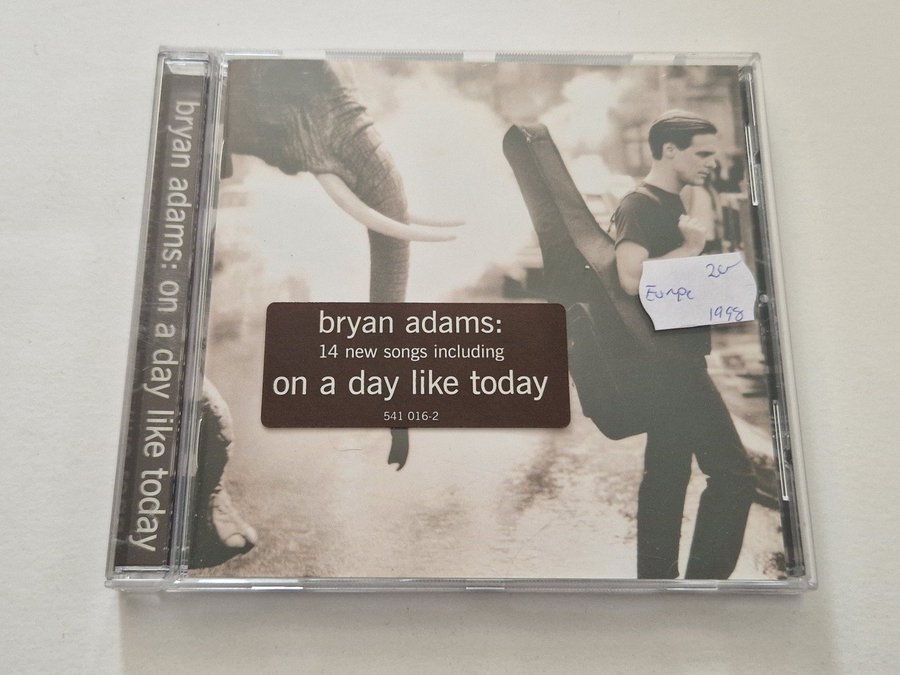 bryan adams: on a day like today
bryan adams:
14 new songs including
on a day like today
541 016-2
Europe
1998